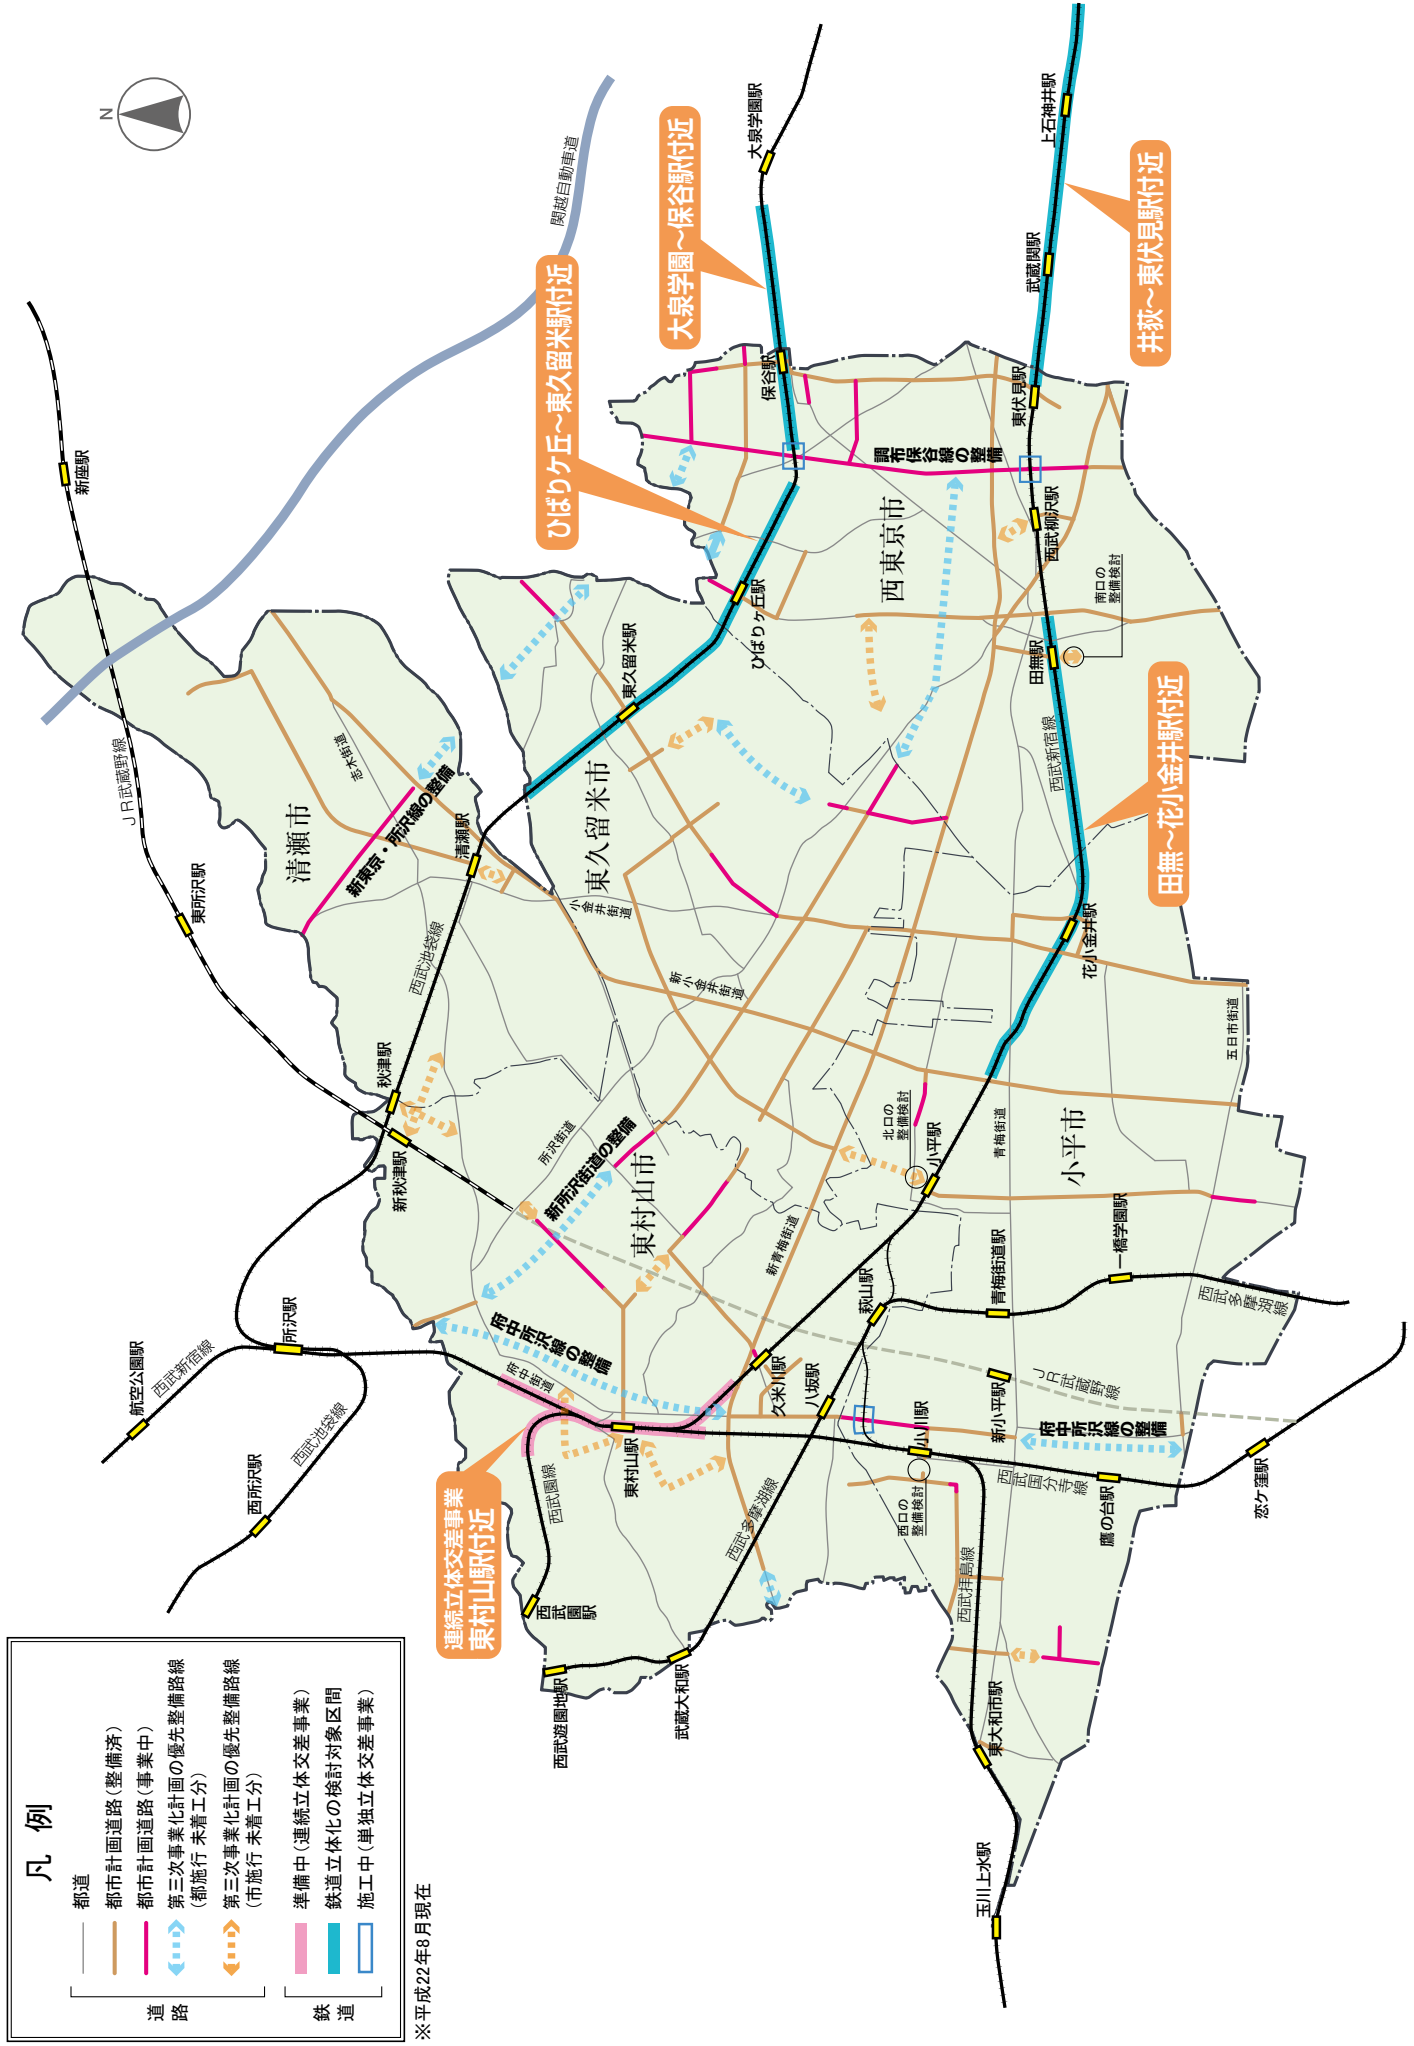 凡例
道路
都道
都市計画道路（整備済）
都市計画道路（事業中）
第三次事業化計画の優先整備路線
（都施行 未着工分）
第三次事業化計画の優先整備路線
（市施行 未着工分）
鉄道
準備中（連続立体交差事業）
鉄道立体化の検討対象区間
施工中（単独立体交差事業）
※平成22年8月現在
N
関越自動車道
新座駅
JR武蔵野線
東所沢駅
清瀬市
志木街道
新東京・所沢線の整備
清瀬駅
西武池袋線
秋津駅
新秋津駅
所沢駅
航空公園駅
西武新宿線
西所沢駅
西武池袋線
大泉学園～保谷駅付近
大泉学園駅
保谷駅
ひばりケ丘～東久留米駅付近
ひばりヶ丘駅
東久留米駅
東久留米市
小金井街道
新小金井街道
井荻～東伏見駅付近
上石神井駅
武蔵関駅
東伏見駅
調布保谷線の整備
西東京市
西武柳沢駅
南口の
整備検討
田無駅
西武新宿線
田無～花小金井駅付近
花小金井駅
五日市街道
所沢街道
新所沢街道の整備
東村山市
新青梅街道
府中所沢線の整備
府中街道
連続立体交差事業
東村山駅付近
東村山駅
西武園線
西武園駅
西武遊園地駅
武蔵大和駅
西武多摩湖線
久米川駅
八坂駅
萩山駅
北口の
整備検討
小平駅
青梅街道
小平市
青梅街道駅
一橋学園駅
西武多摩湖線
新小平駅
JR武蔵野線
府中所沢線の整備
小川駅
西口の
整備検討
西武国分寺線
鷹の台駅
恋ケ窪駅
西武拝島線
東大和市駅
玉川上水駅